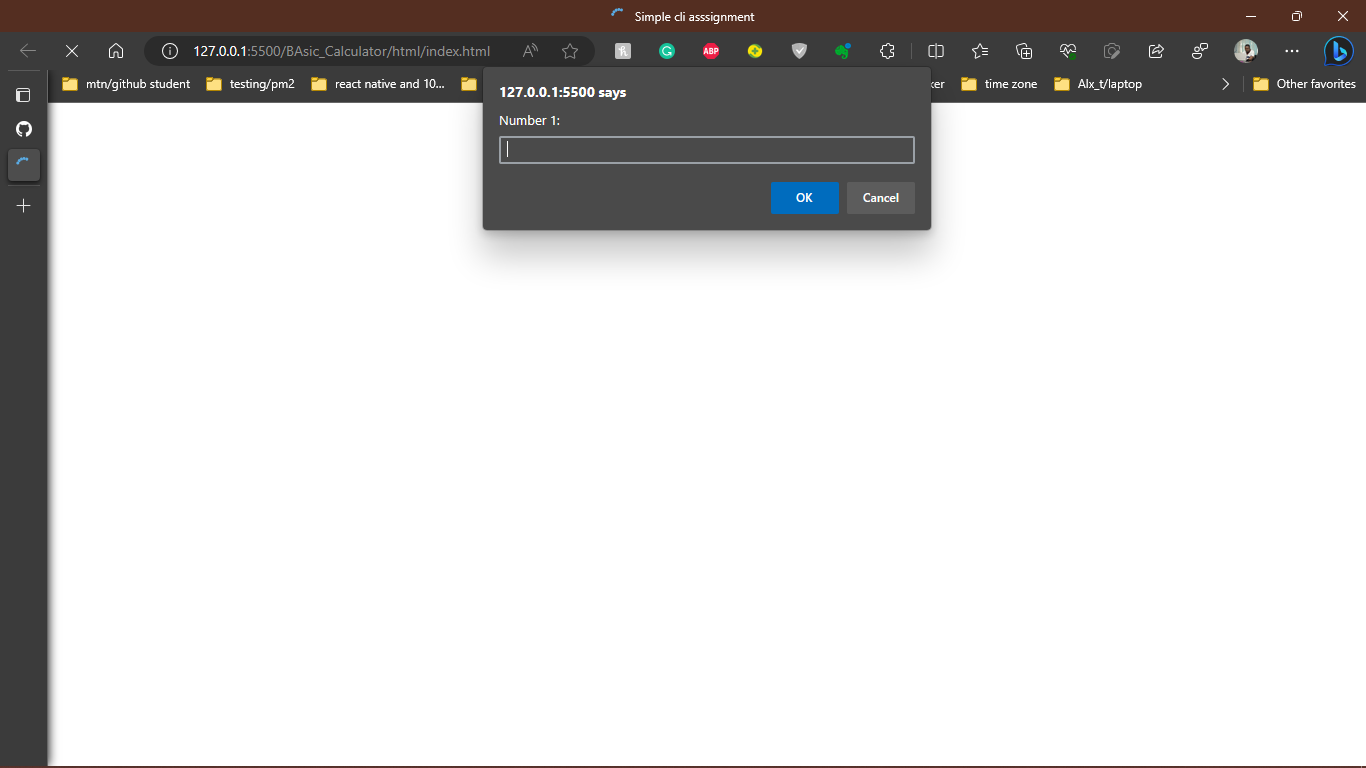 Simple cli asssignment
127.0.0.1:5500/BAsic_Calculator/html/index.html
ABP
mtn/github student
testing/pm2
react native and 10...
ker
time zone
Alx_t/laptop
Other favorites
127.0.0.1:5500 says
Number 1:
OK
Cancel